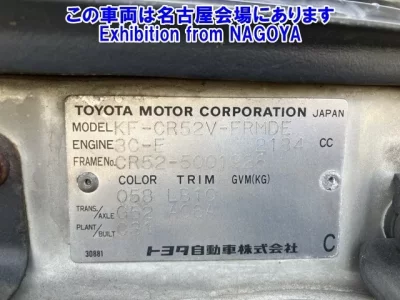 この車両は名古屋会場にあります
Exhibition from NAGOYA
TOYOTA MOTOR CORPORATION JAPAN
MODEL KF-CR52V-FRMDE
ENGINE 3C-E 2184 CC
FRAME NO.
COLOR TRIM GVM(KG)
058
TRANS/AXLE
PLANT/BUILT
30881 トヨタ自動車株式会社 C